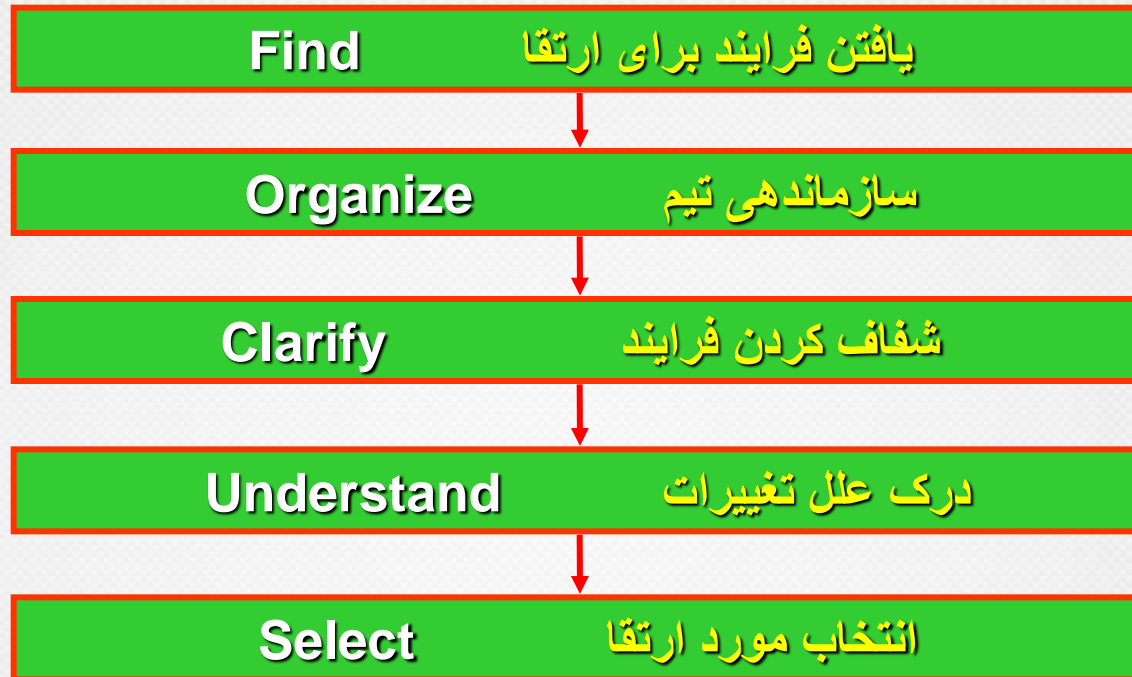 Find یافتن فرایند برای ارتقا
Organize سازماندهی تیم
Clarify شفاف کردن فرایند
Understand درک علل تغییرات
Select انتخاب مورد ارتقا